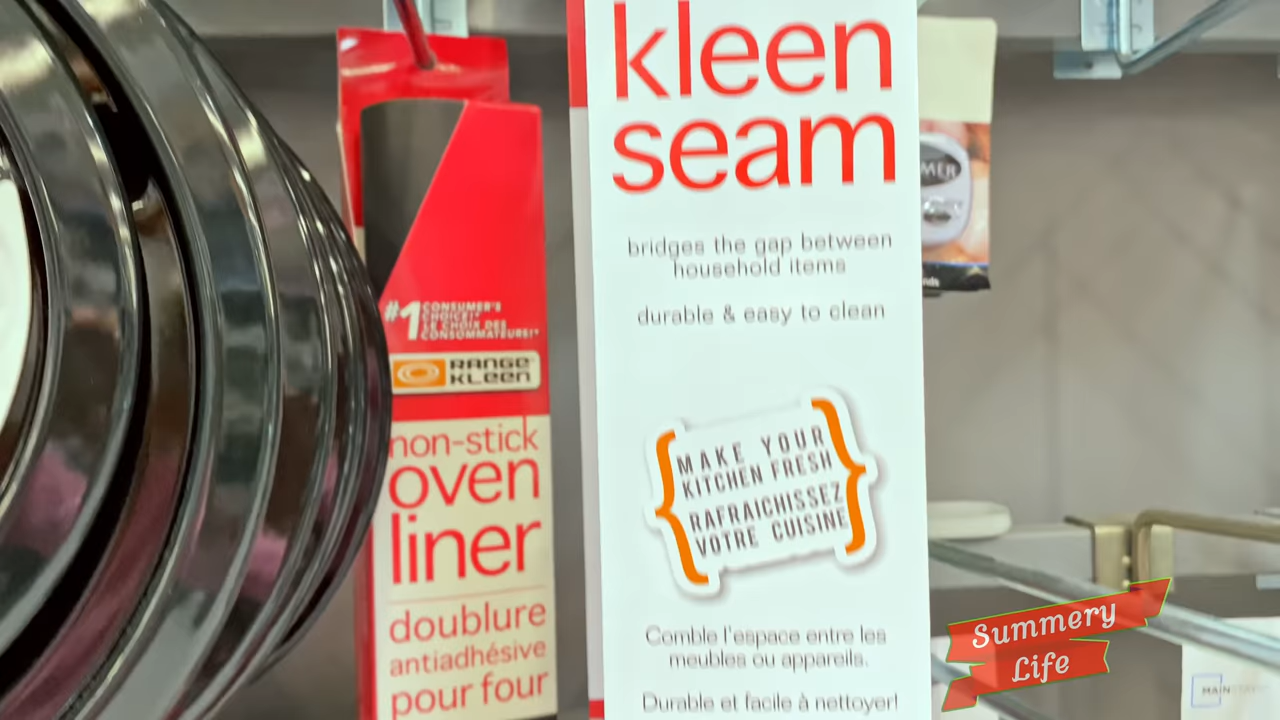 kleen
seam
bridges the gap between
household items
durable & easy to clean
MAKE YOUR
KITCHEN FRESH
RAFRAICHISSEZ
VOTRE CUISINE
Comble l'espace entre les
meubles ou appareils.
Durable et facile à nettoyer!
#1 CONSUMER'S
CHOICE!*
LE CHOIX DES
CONSOMMATEURS!*
RANGE
KLEEN
non-stick
oven
liner
doublure
antiadhésive
pour four
MER
MAIN
Summery
Life